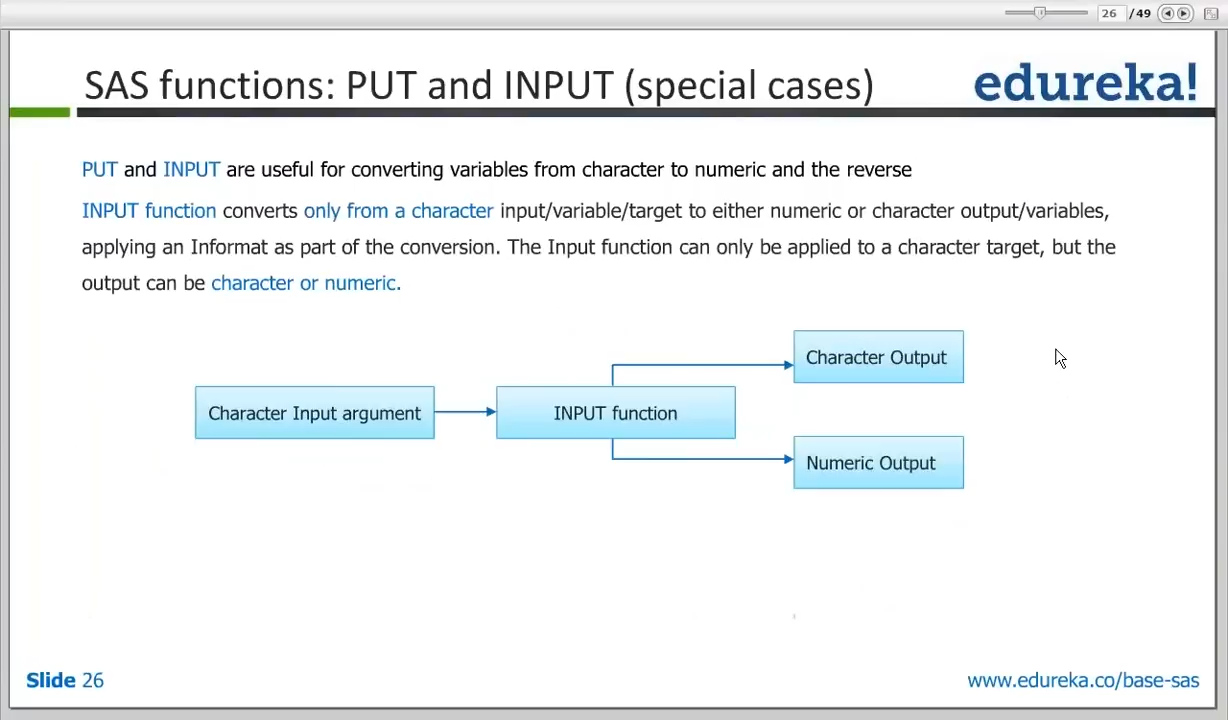 26 /49
SAS functions: PUT and INPUT (special cases)
edureka!
PUT and INPUT are useful for converting variables from character to numeric and the reverse
INPUT function converts only from a character input/variable/target to either numeric or character output/variables,
applying an Informat as part of the conversion. The Input function can only be applied to a character target, but the
output can be character or numeric.
Character Output
Character Input argument
INPUT function
Numeric Output
Slide 26
www.edureka.co/base-sas